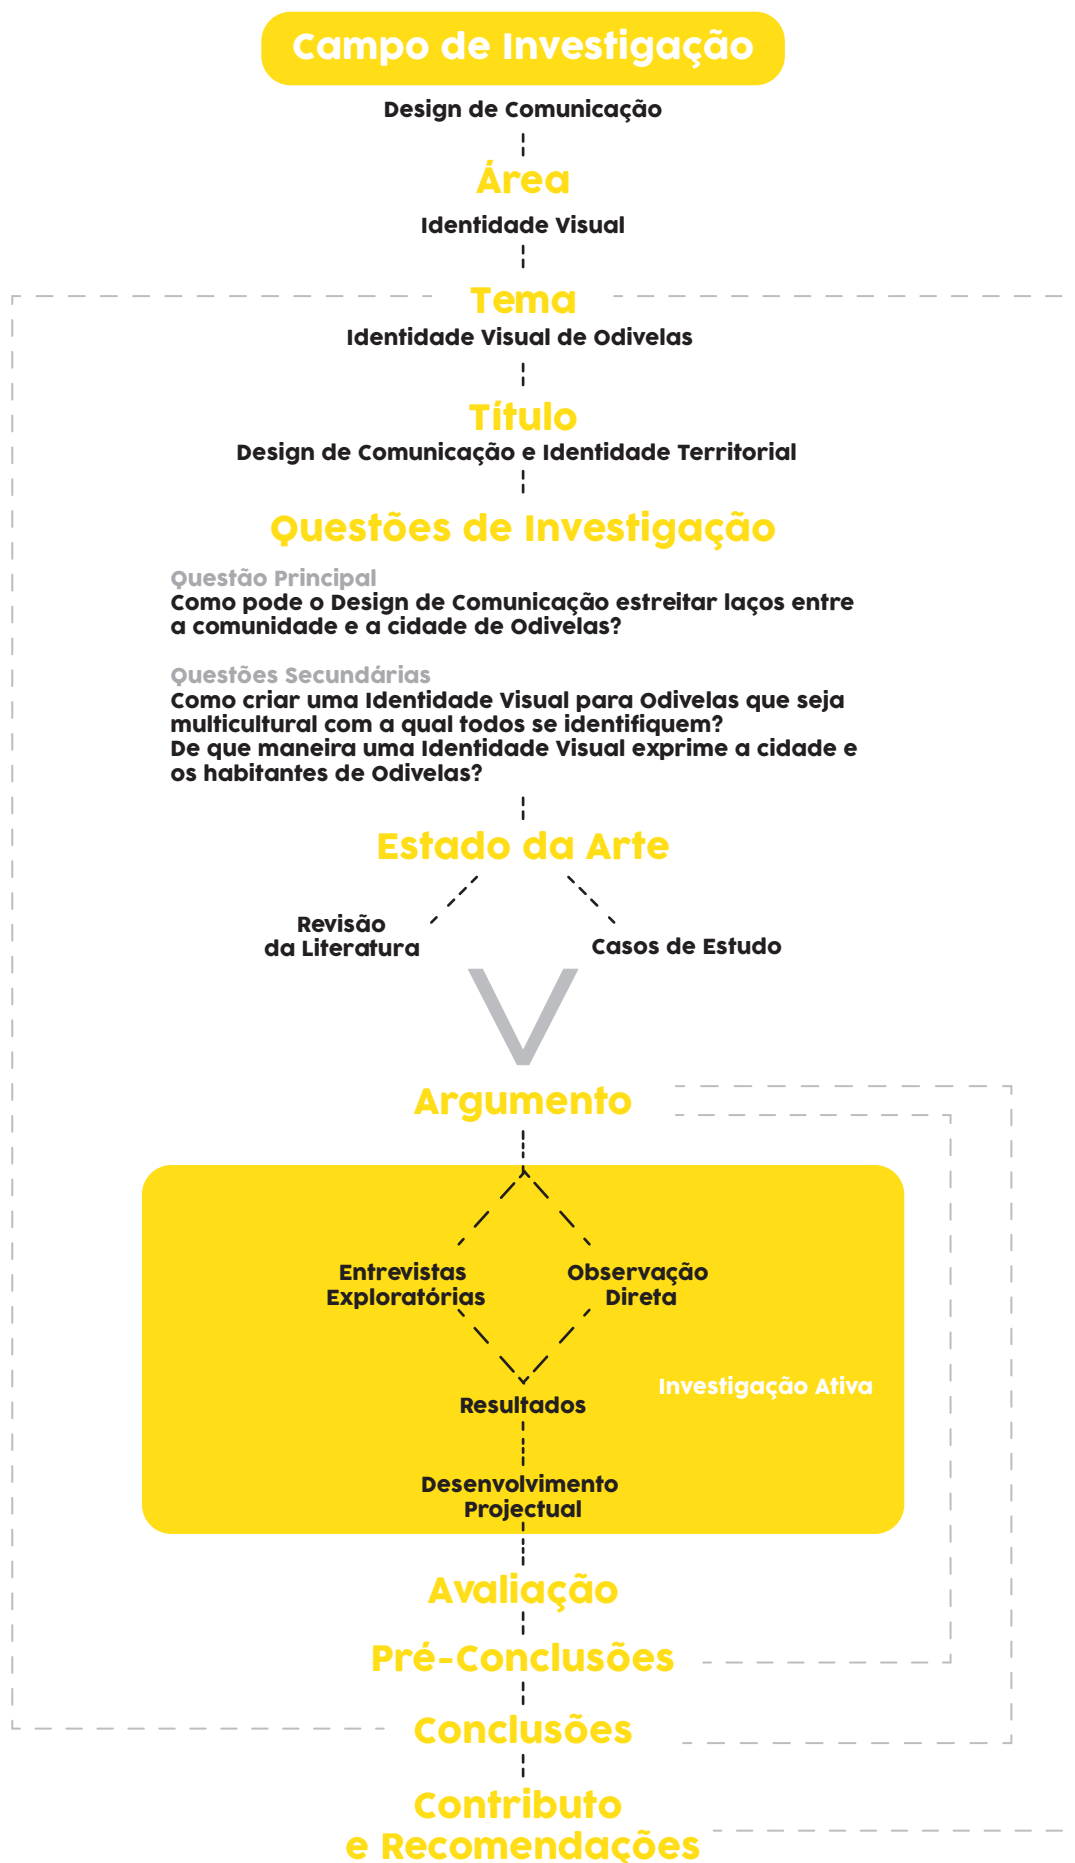 Campo de Investigação
Design de Comunicação
Área
Identidade Visual
Tema
Identidade Visual de Odivelas
Título
Design de Comunicação e Identidade Territorial
Questões de Investigação
Questão Principal
Como pode o Design de Comunicação estreitar laços entre
a comunidade e a cidade de Odivelas?
Questões Secundárias
Como criar uma Identidade Visual para Odivelas que seja
multicultural com a qual todos se identifiquem?
De que maneira uma Identidade Visual exprime a cidade e
os habitantes de Odivelas?
Estado da Arte
Revisão
da Literatura
Casos de Estudo
Argumento
Entrevistas
Exploratórias
Observação
Direta
Investigação Ativa
Resultados
Desenvolvimento
Projectual
Avaliação
Pré-Conclusões
Conclusões
Contributo
e Recomendações